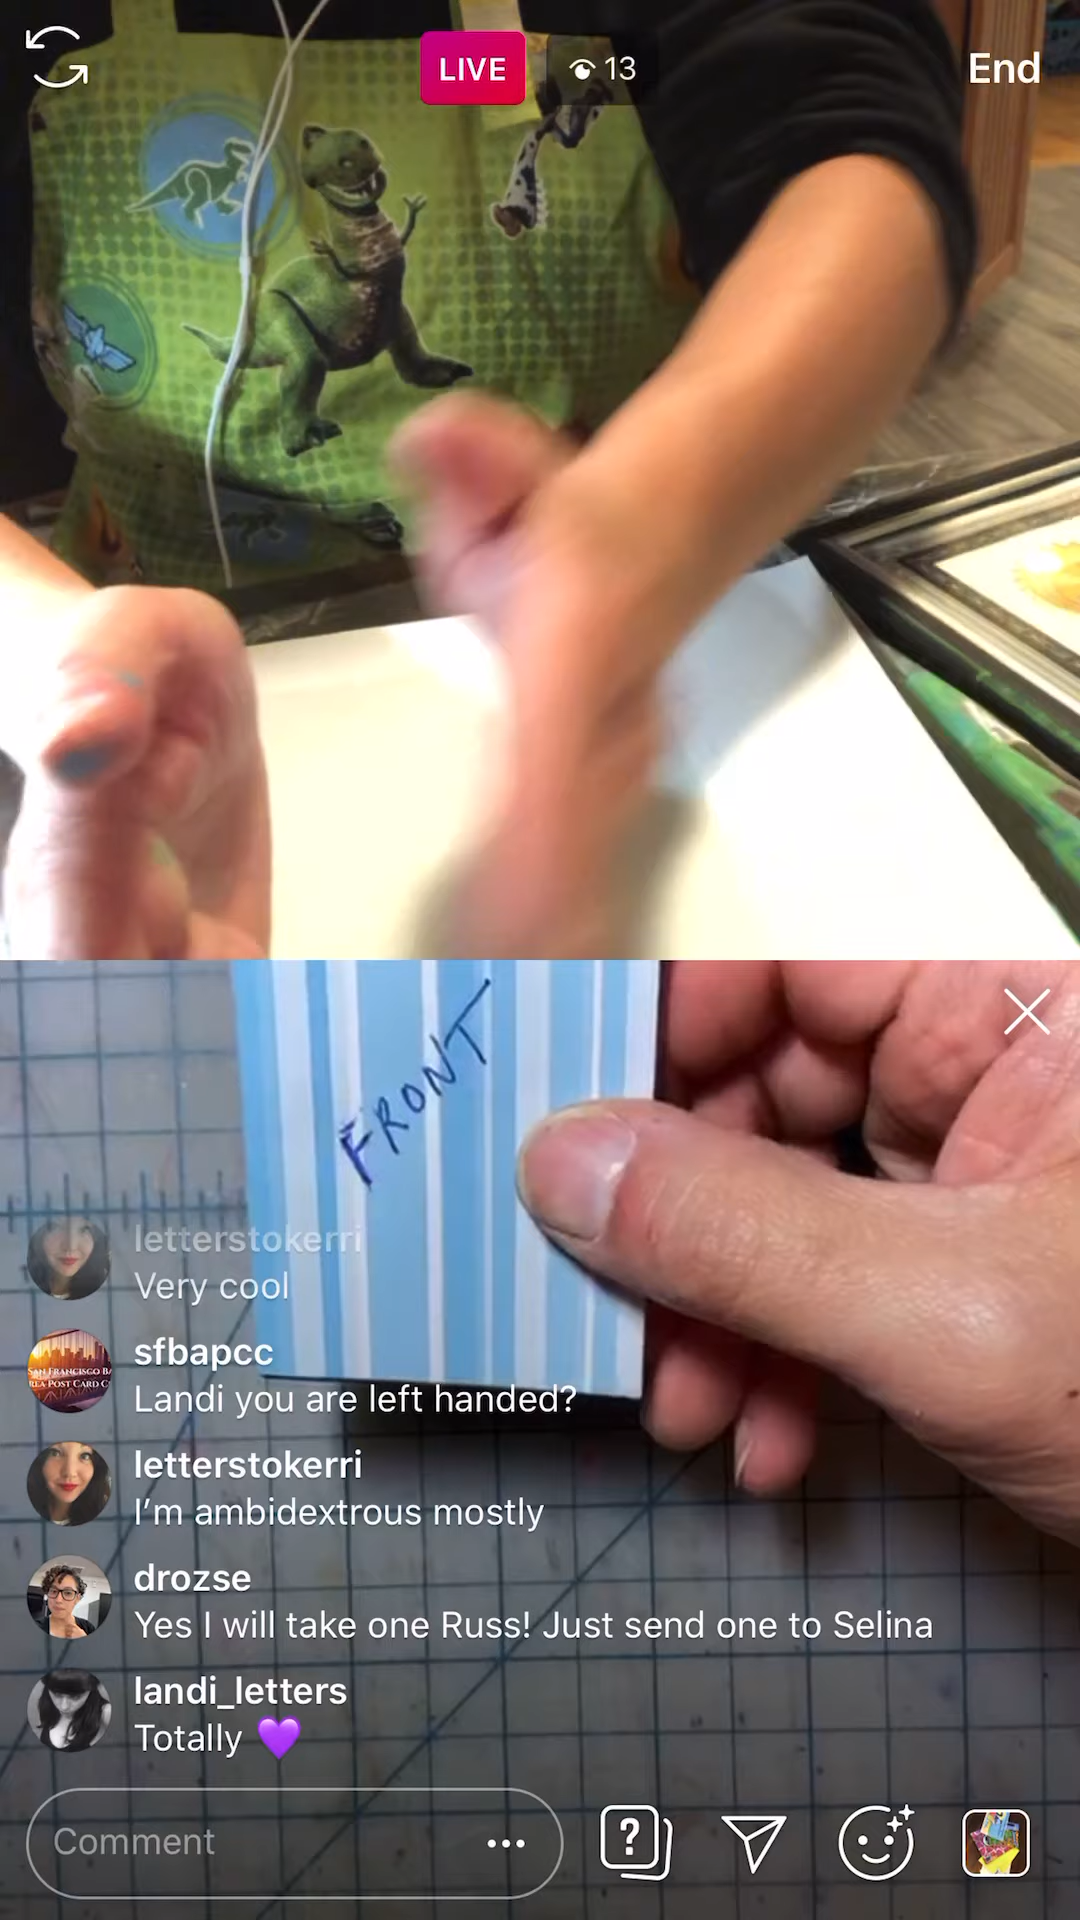 LIVE
13
End
FRONT
letterstokerri
Very cool
sfbapcc
Landi you are left handed?
letterstokerri
I’m ambidextrous mostly
drozse
Yes I will take one Russ! Just send one to Selina
landi_letters
Totally 💜
Comment